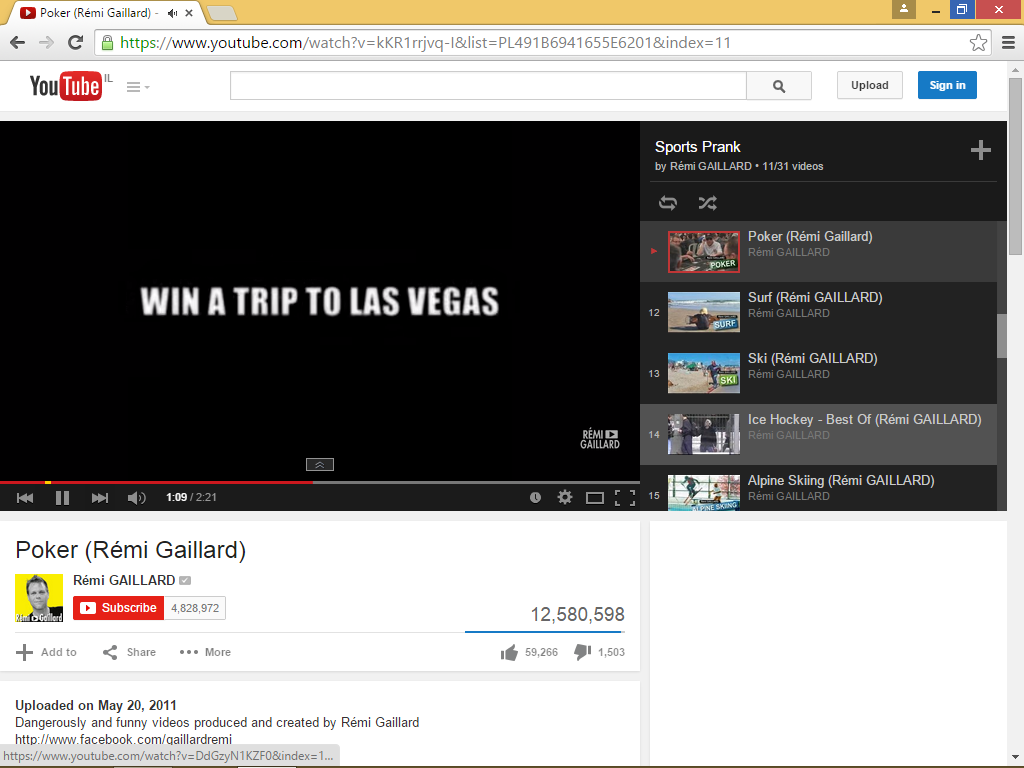 Poker (Rémi Gaillard) -
https://www.youtube.com/watch?v=kKR1rrjvq-I&list=PL491B6941655E6201&index=11
YouTube IL
Upload
Sign in
WIN A TRIP TO LAS VEGAS
RÉMI
GAILLARD
1:09 / 2:21
Sports Prank
by Rémi GAILLARD • 11/31 videos
POKER
Poker (Rémi Gaillard)
Rémi GAILLARD
12
SURF
Surf (Rémi GAILLARD)
Rémi GAILLARD
13
SKI
Ski (Rémi GAILLARD)
Rémi GAILLARD
14
Ice Hockey - Best Of (Rémi GAILLARD)
Rémi GAILLARD
15
ALPINE SKIING
Alpine Skiing (Rémi GAILLARD)
Rémi GAILLARD
Poker (Rémi Gaillard)
Rémi Gaillard
Rémi GAILLARD
Subscribe 4,828,972
12,580,598
Add to Share More 59,266 1,503
Uploaded on May 20, 2011
Dangerously and funny videos produced and created by Rémi Gaillard
http://www.facebook.com/gaillardremi
https://www.youtube.com/watch?v=DdGzyN1KZF0&index=1...